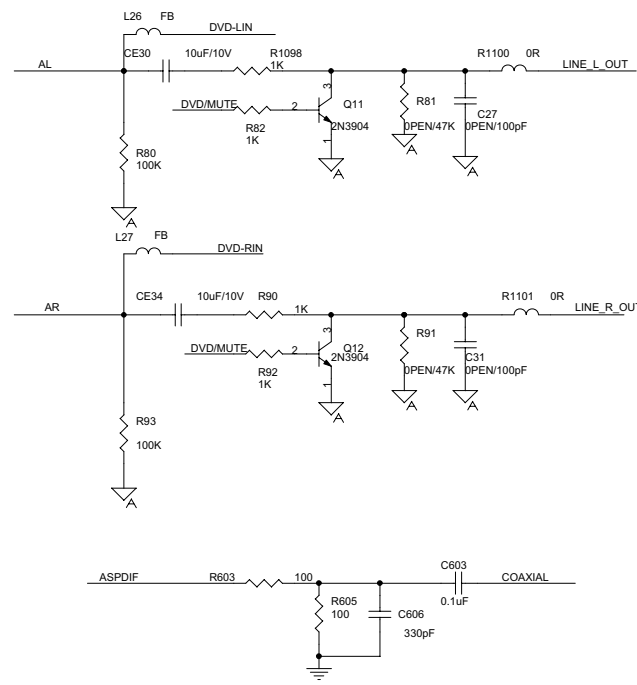 L26 FB
DVD-LIN
CE30 10uF/10V R1098
1K
R1100 0R
AL
LINE_L_OUT
3
DVD/MUTE
2
Q11
R81
R82
1K
2N3904
C27
0PEN/47K
0PEN/100pF
1
R80
100K
A
A
A
A
L27 FB
DVD-RIN
CE34 10uF/10V R90
1K
R1101 0R
AR
LINE_R_OUT
3
DVD/MUTE
2
Q12
2N3904
R91
R92
1K
C31
0PEN/47K
0PEN/100pF
1
A
A
A
R93
100K
A
C603
ASPDIF
R603
100
COAXIAL
0.1uF
R605
100
C606
330pF